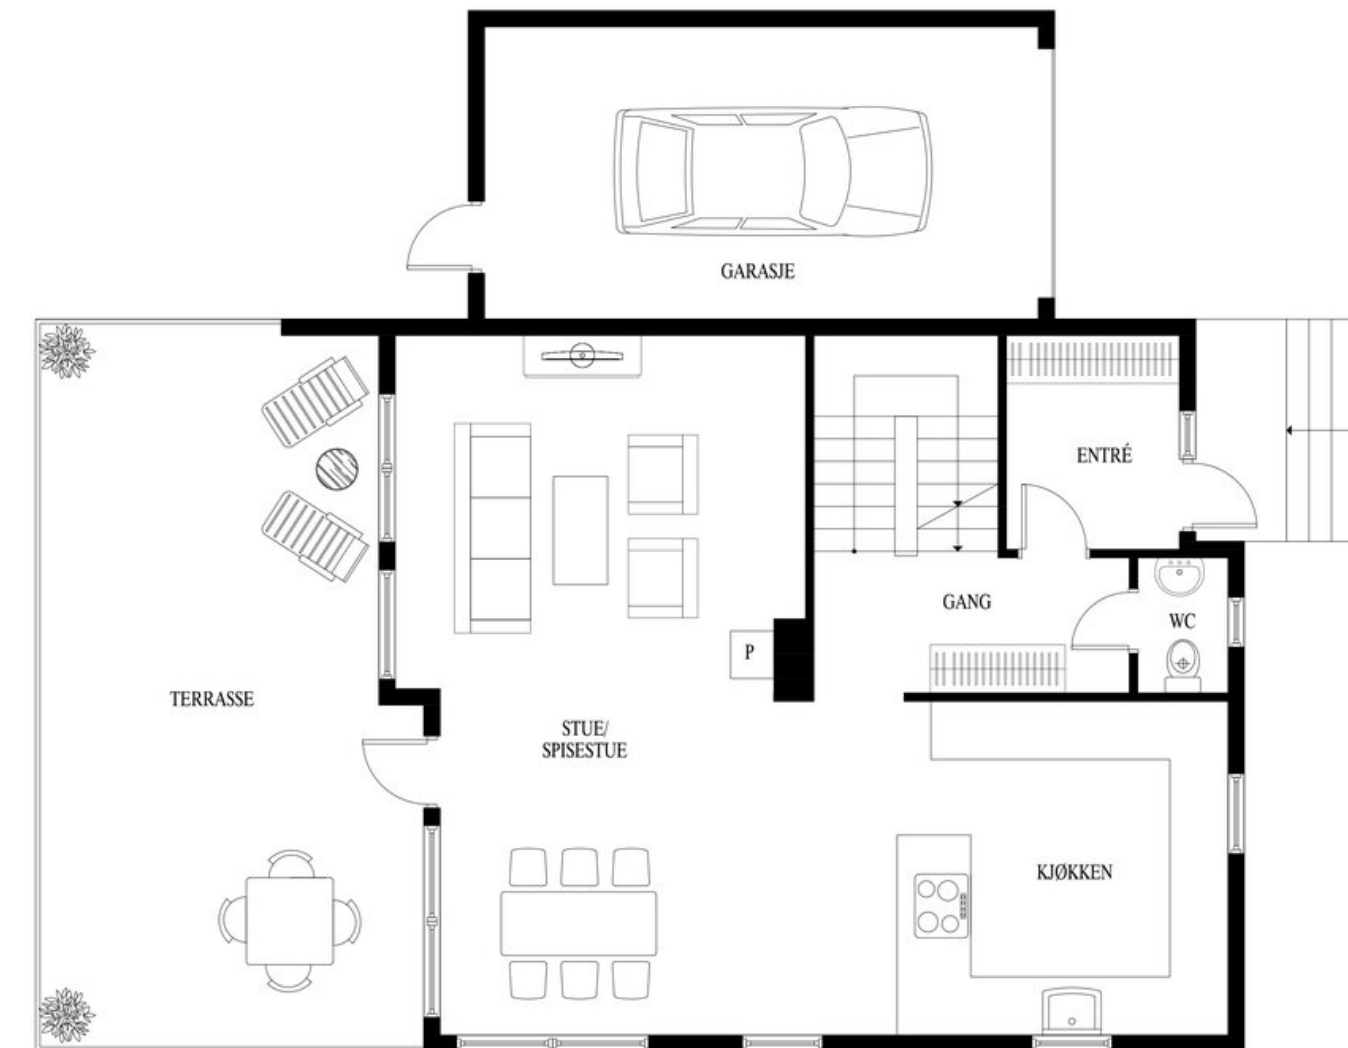 GARASJE
ENTRÉ
GANG
WC
P
TERRASSE
STUE/
SPISESTUE
KJØKKEN